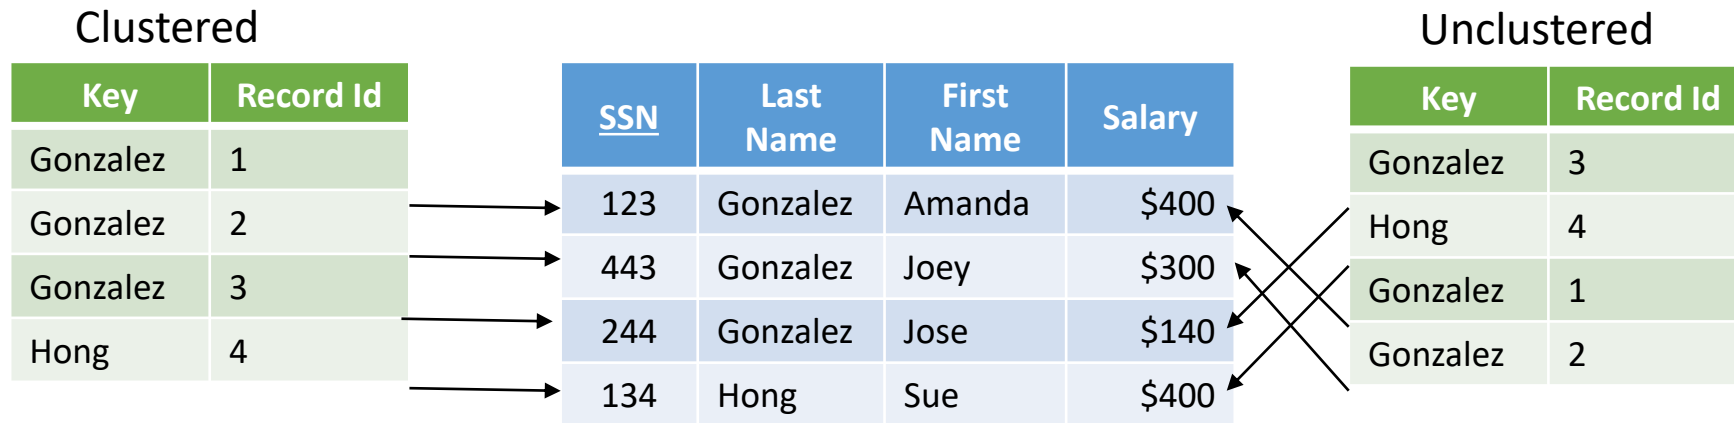 Clustered
Key Record Id
Gonzalez 1
Gonzalez 2
Gonzalez 3
Hong 4
SSN Last Name First Name Salary
123 Gonzalez Amanda $400
443 Gonzalez Joey $300
244 Gonzalez Jose $140
134 Hong Sue $400
Unclustered
Key Record Id
Gonzalez 3
Hong 4
Gonzalez 1
Gonzalez 2